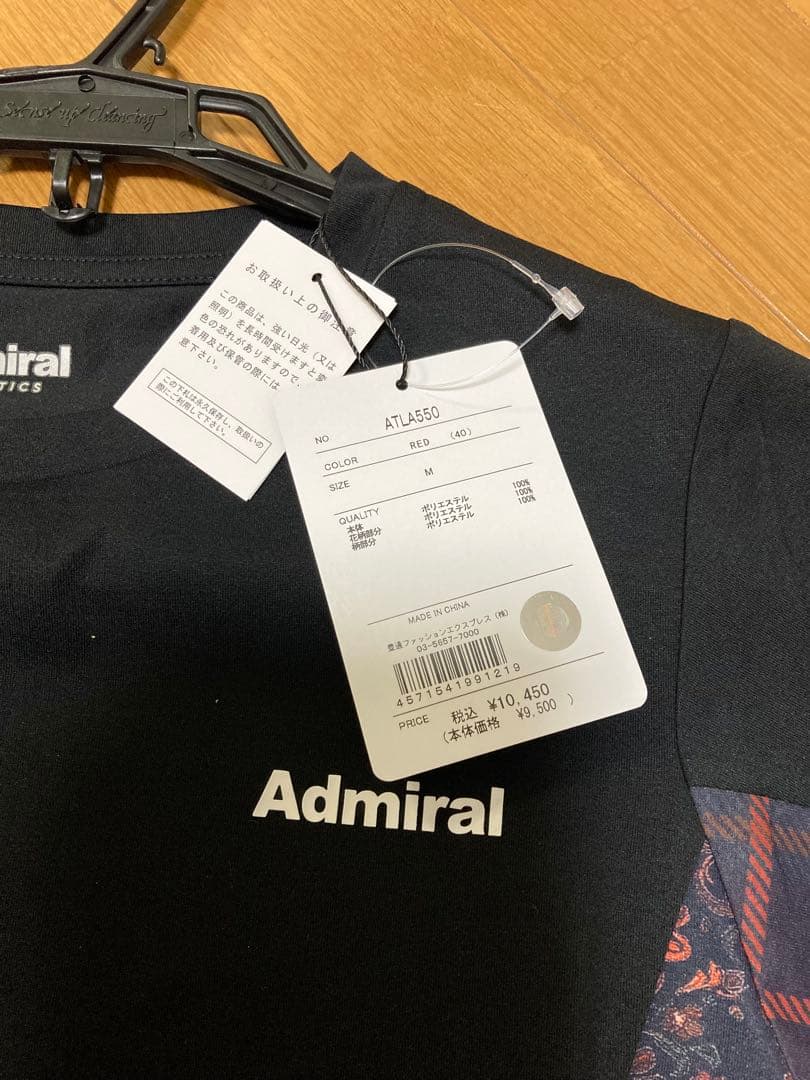 Sense up Cleaning
お取扱い上の御注意
この商品は、強い日光（又は
照明）を長時間受けますと変
色の恐れがありますので、
着用及び保管の際には
意下さい。
この下札は永久保存し、取扱いの
際にご利用して下さい。
miral
TICS
NO ATLA550
COLOR RED (40)
SIZE M
QUALITY
本体 ポリエステル 100%
花柄部分 ポリエステル 100%
柄部分 ポリエステル 100%
MADE IN CHINA
豊通ファッションエクスプレス（株）
03-5657-7000
4571541991219
PRICE 税込 ¥10,450
（本体価格 ¥9,500 ）
Admiral